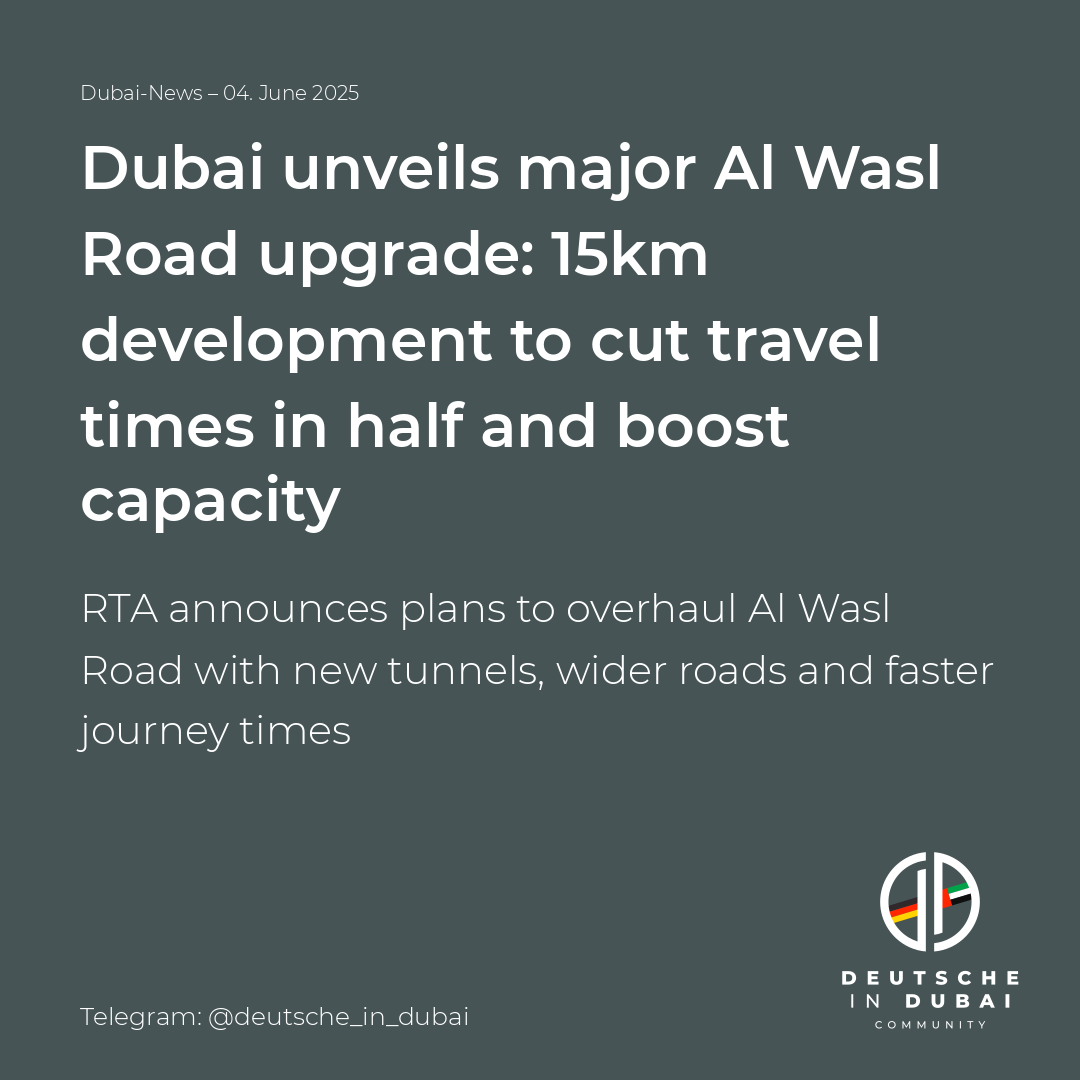 Dubai-News – 04. June 2025
Dubai unveils major Al Wasl
Road upgrade: 15km
development to cut travel
times in half and boost
capacity
RTA announces plans to overhaul Al Wasl
Road with new tunnels, wider roads and faster
journey times
DEUTSCHE
IN DUBAI
COMMUNITY
Telegram: @deutsche_in_dubai